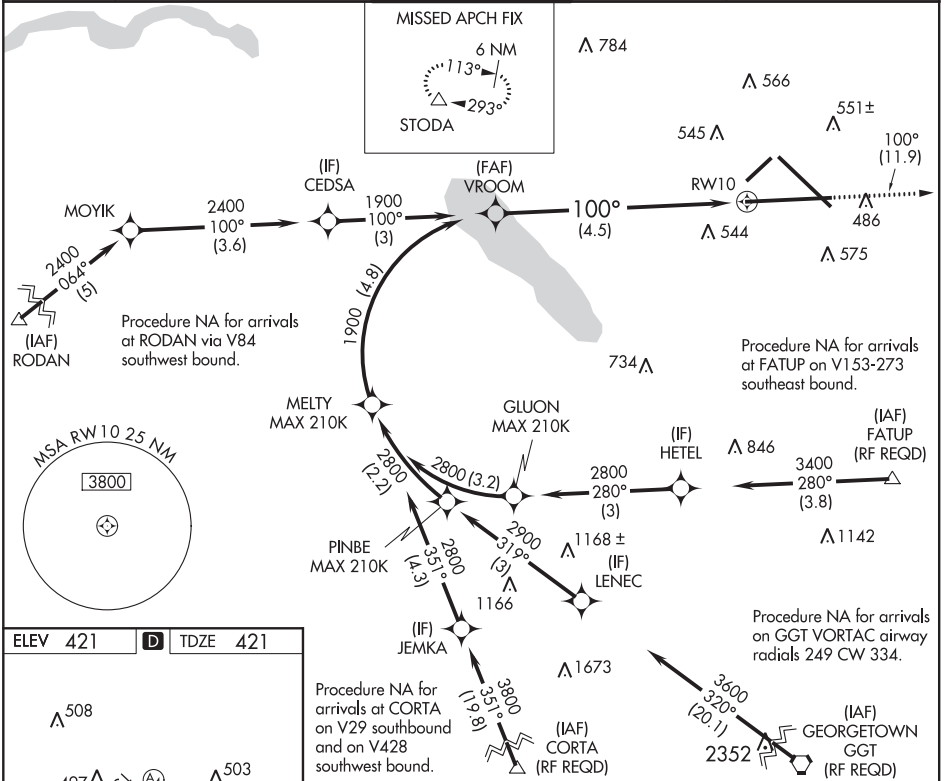 MISSED APCH FIX
6 NM
113°
293°
STODA
784
566
545
551±
100°
(11.9)
(IF)
CEDSA
(FAF)
VROOM
RW10
MOYIK
2400
100°
(3.6)
1900
100°
(3)
100°
(4.5)
544
486
575
2400
064°
(5)
(IAF)
RODAN
Procedure NA for arrivals
at RODAN via V84
southwest bound.
1900 (4.8)
734
Procedure NA for arrivals
at FATUP on V153-273
southeast bound.
MELTY
MAX 210K
GLUON
MAX 210K
(IF)
HETEL
846
(IAF)
FATUP
(RF REQD)
MSA RW10 25 NM
3800
2800
(2.2)
2800 (3.2)
2800
280°
(3)
3400
280°
(3.8)
PINBE
MAX 210K
2800
351°
(4.3)
2900
319°
(3)
1168 ±
(IF)
LENEC
1142
1166
ELEV 421
D
TDZE 421
(IF)
JEMKA
1673
Procedure NA for arrivals
on GGT VORTAC airway
radials 249 CW 334.
508
503
Procedure NA for
arrivals at CORTA
on V29 southbound
and on V428
southwest bound.
3800
351°
(19.8)
(IAF)
CORTA
(RF REQD)
3600
320°
(20.1)
2352
(IAF)
GEORGETOWN
GGT
(RF REQD)